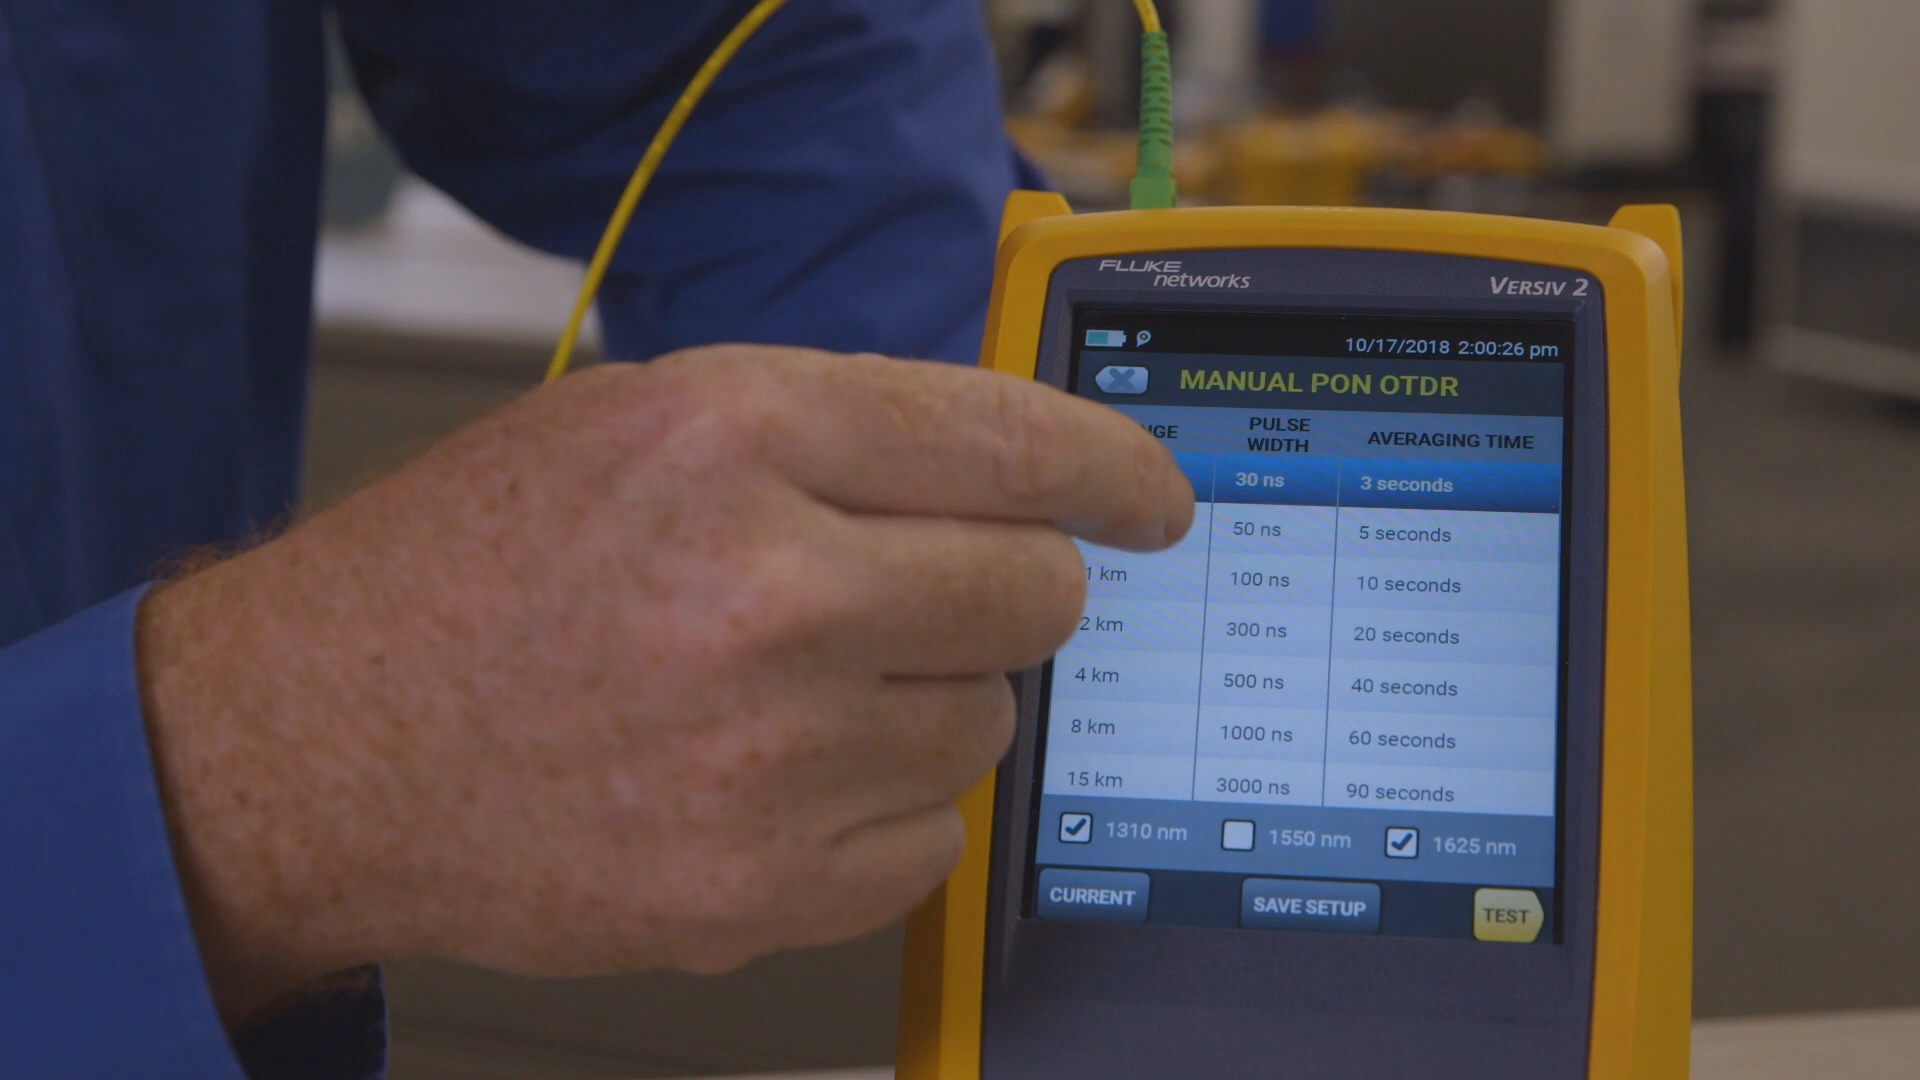 FLUKE
networks
VERSIV 2
10/17/2018 2:00:26 pm
MANUAL PON OTDR
PULSE
WIDTH
AVERAGING TIME
30 ns 3 seconds
50 ns 5 seconds
1 km 100 ns 10 seconds
2 km 300 ns 20 seconds
4 km 500 ns 40 seconds
8 km 1000 ns 60 seconds
15 km 3000 ns 90 seconds
1310 nm 1550 nm 1625 nm
CURRENT SAVE SETUP TEST